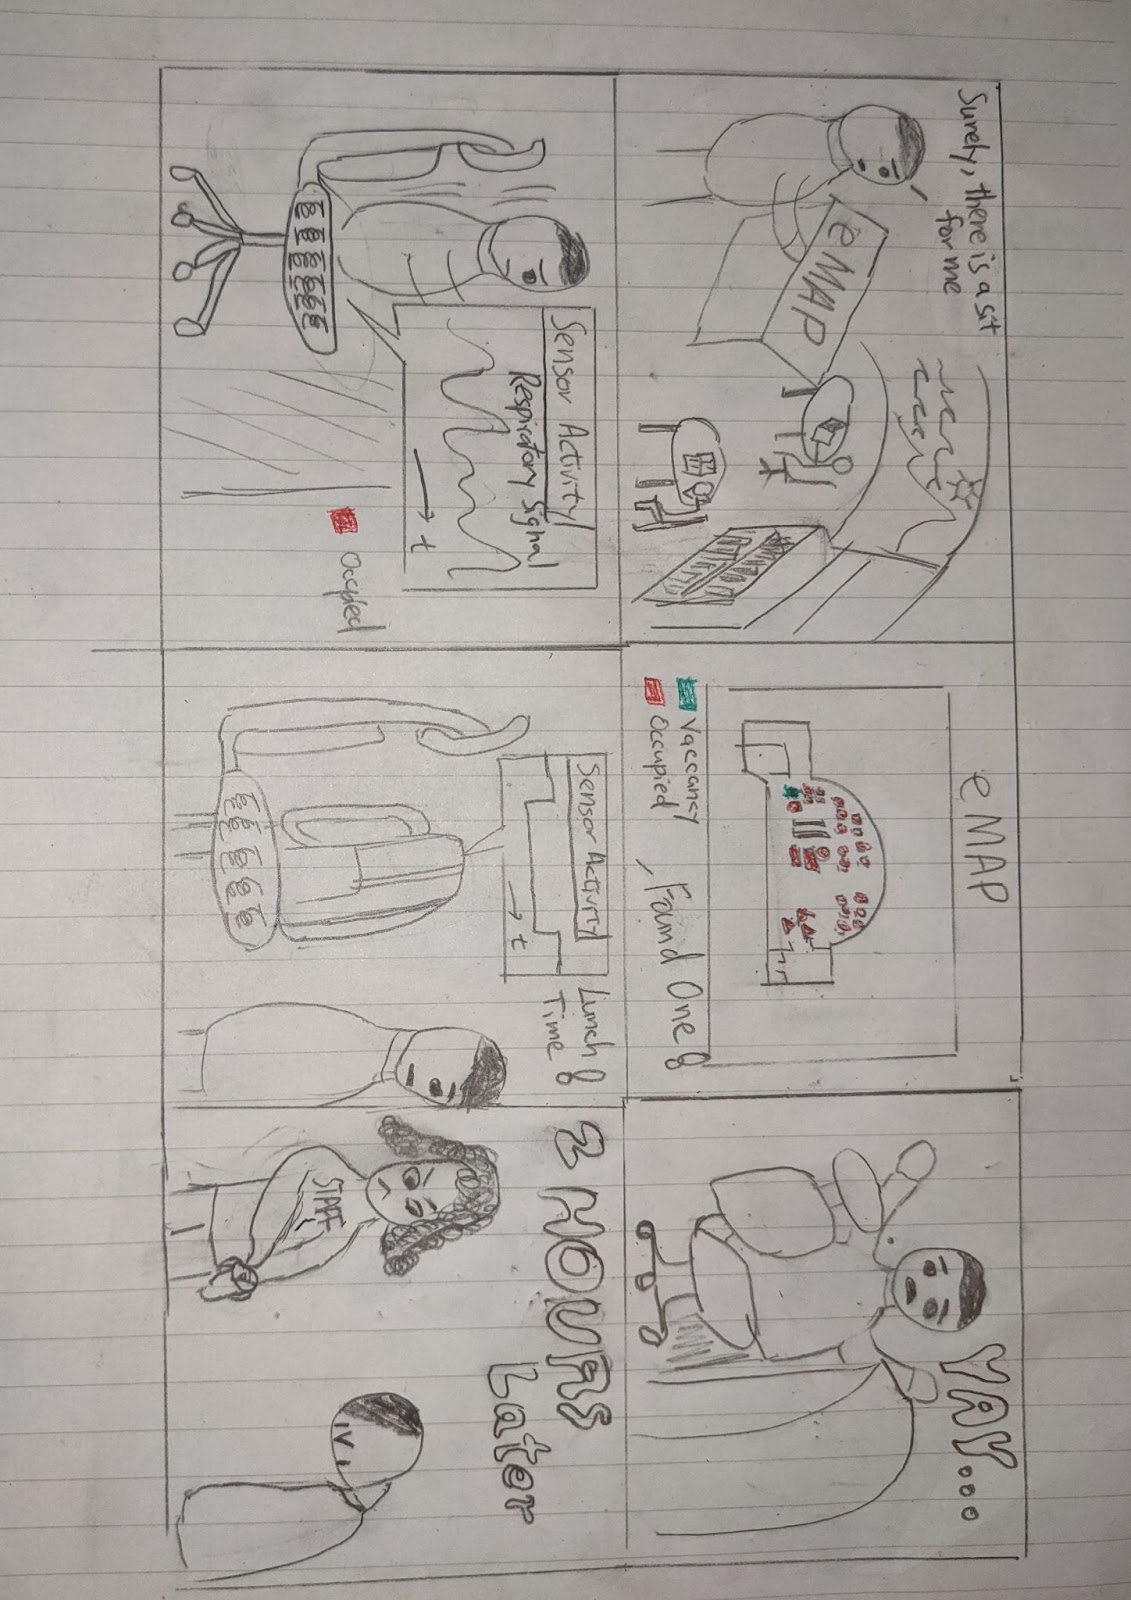 Surely, there is a sit
for me
eMAP
eMAP
Vaccancy
Occupied
, Found One !
YAY....
Sensor Activity
Respiratory Signal
t
Occupied
Sensor Activity
t
Lunch !
Time
2 HOURS
Later
STAFF